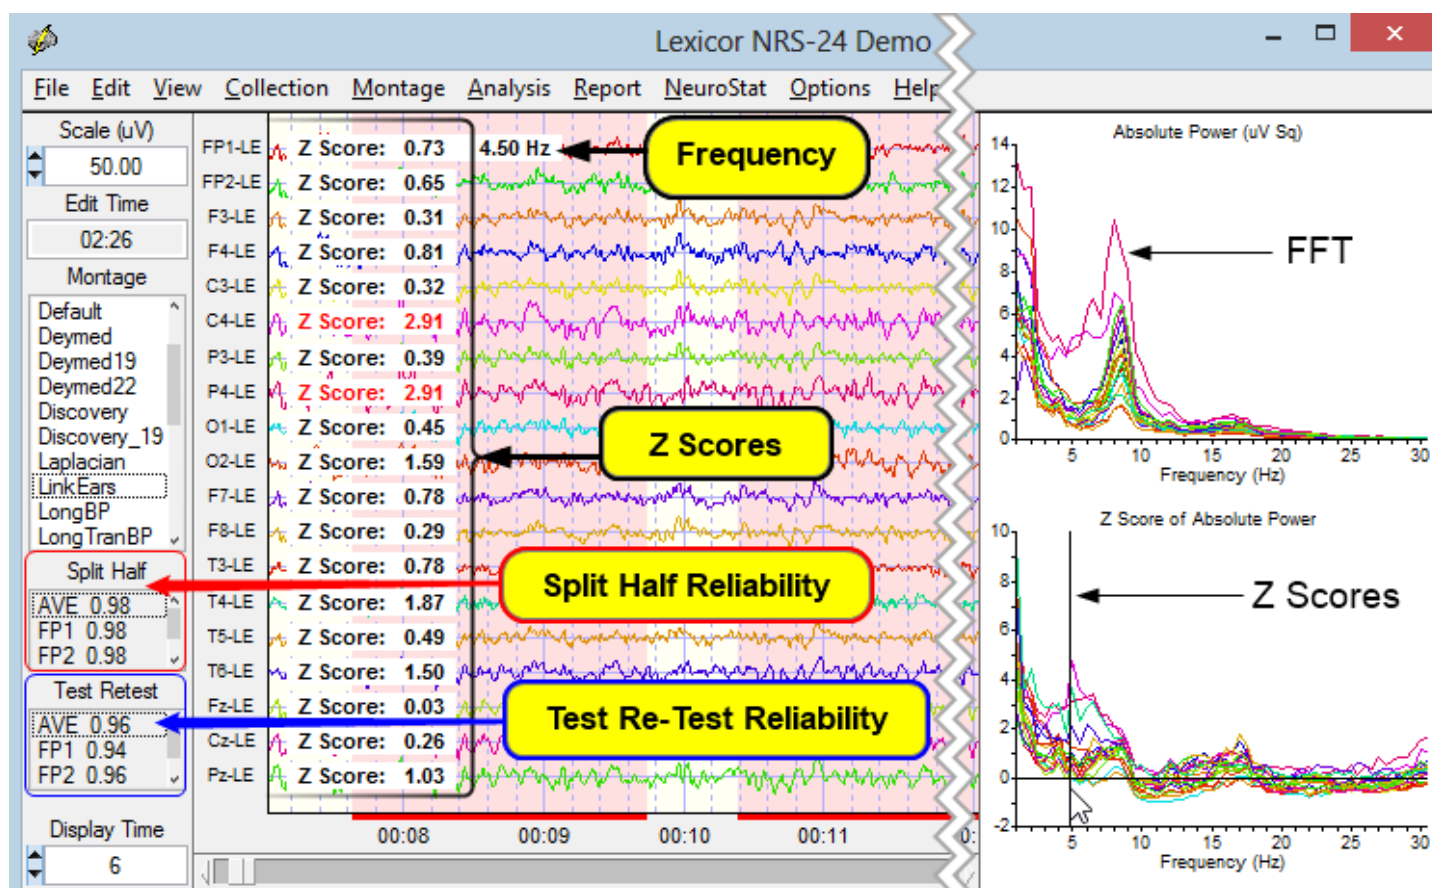 Lexicor NRS-24 Demo
File Edit View Collection Montage Analysis Report NeuroStat Options Help
Scale (uV)
50.00
Edit Time
02:26
Montage
Default
Deymed
Deymed19
Deymed22
Discovery
Discovery_19
Laplacian
LinkEars
LongBP
LongTranBP
Split Half
AVE 0.98
FP1 0.98
FP2 0.98
Test Retest
AVE 0.96
FP1 0.94
FP2 0.96
Display Time
6
FP1-LE Z Score: 0.73 4.50 Hz
FP2-LE Z Score: 0.65
F3-LE Z Score: 0.31
F4-LE Z Score: 0.81
C3-LE Z Score: 0.32
C4-LE Z Score: 2.91
P3-LE Z Score: 0.39
P4-LE Z Score: 2.91
O1-LE Z Score: 0.45
O2-LE Z Score: 1.59
F7-LE Z Score: 0.78
F8-LE Z Score: 0.29
T3-LE Z Score: 0.78
T4-LE Z Score: 1.87
T5-LE Z Score: 0.49
T6-LE Z Score: 1.50
Fz-LE Z Score: 0.03
Cz-LE Z Score: 0.26
Pz-LE Z Score: 1.03
00:08 00:09 00:10 00:11 0:
Frequency
Z Scores
Split Half Reliability
Test Re-Test Reliability
Absolute Power (uV Sq)
14
12
10
8
6
4
2
0
5 10 15 20 25 30
Frequency (Hz)
FFT
Z Score of Absolute Power
10
8
6
4
2
0
-2
5 10 15 20 25 30
Frequency (Hz)
Z Scores